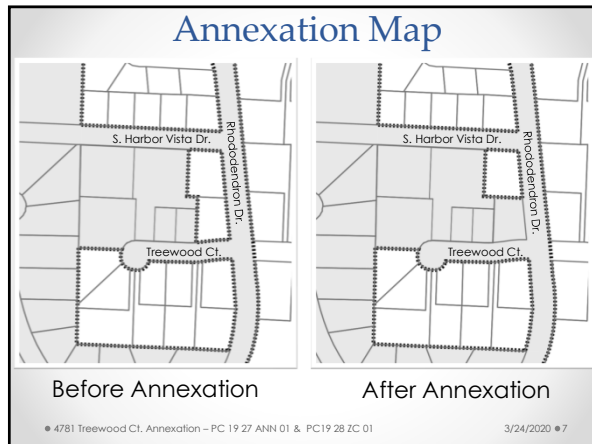 Annexation Map
S. Harbor Vista Dr.
Rhododendron Dr.
Treewood Ct.
S. Harbor Vista Dr.
Rhododendron Dr.
Treewood Ct.
Before Annexation
After Annexation
● 4781 Treewood Ct. Annexation – PC 19 27 ANN 01 & PC19 28 ZC 01
3/24/2020 ● 7